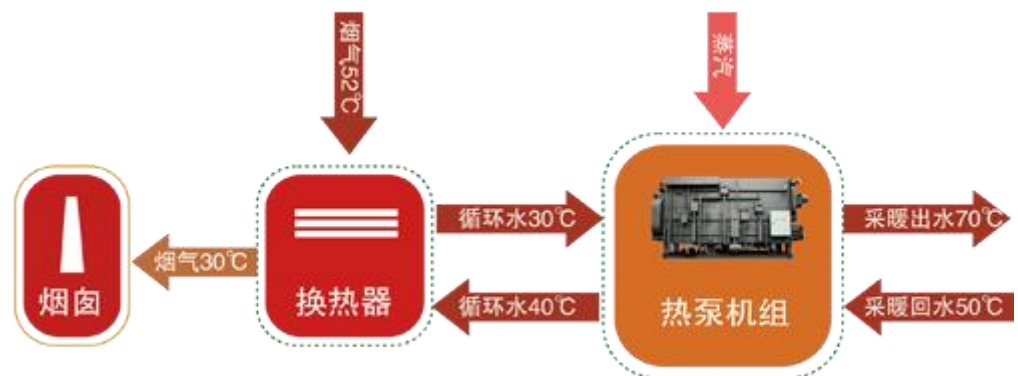 烟气52℃
蒸汽
循环水30℃
采暖出水70℃
烟气30℃
烟囱
换热器
循环水40℃
热泵机组
采暖回水50℃